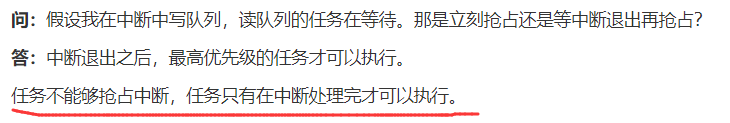 问：假设我在中断中写队列，读队列的任务在等待。那是立刻抢占还是等中断退出再抢占？
答：中断退出之后，最高优先级的任务才可以执行。
任务不能够抢占中断，任务只有在中断处理完才可以执行。